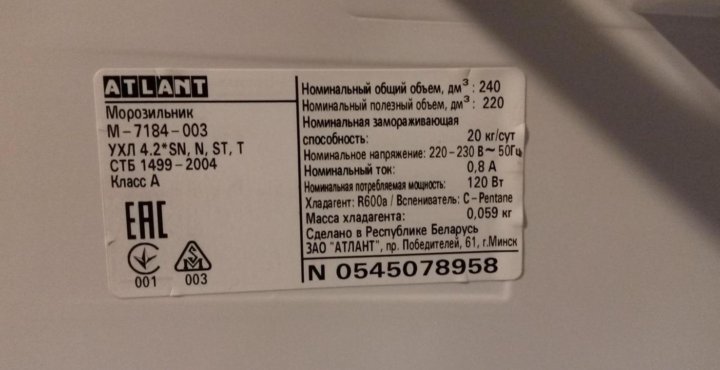 ATLANT
Морозильник
М-7184-003
УХЛ 4.2*SN, N, ST, T
СТБ 1499-2004
Класс А
EAC
001
003
Номинальный общий объем, дм³ : 240
Номинальный полезный объем, дм³ : 220
Номинальная замораживающая
способность: 20 кг/сут
Номинальное напряжение: 220-230 В~ 50Гц
Номинальный ток: 0,8 А
Номинальная потребляемая мощность: 120 Вт
Хладагент: R600a / Вспениватель: C-Pentane
Масса хладагента: 0,059 кг
Сделано в Республике Беларусь
ЗАО "АТЛАНТ", пр. Победителей, 61, г.Минск
N 0545078958